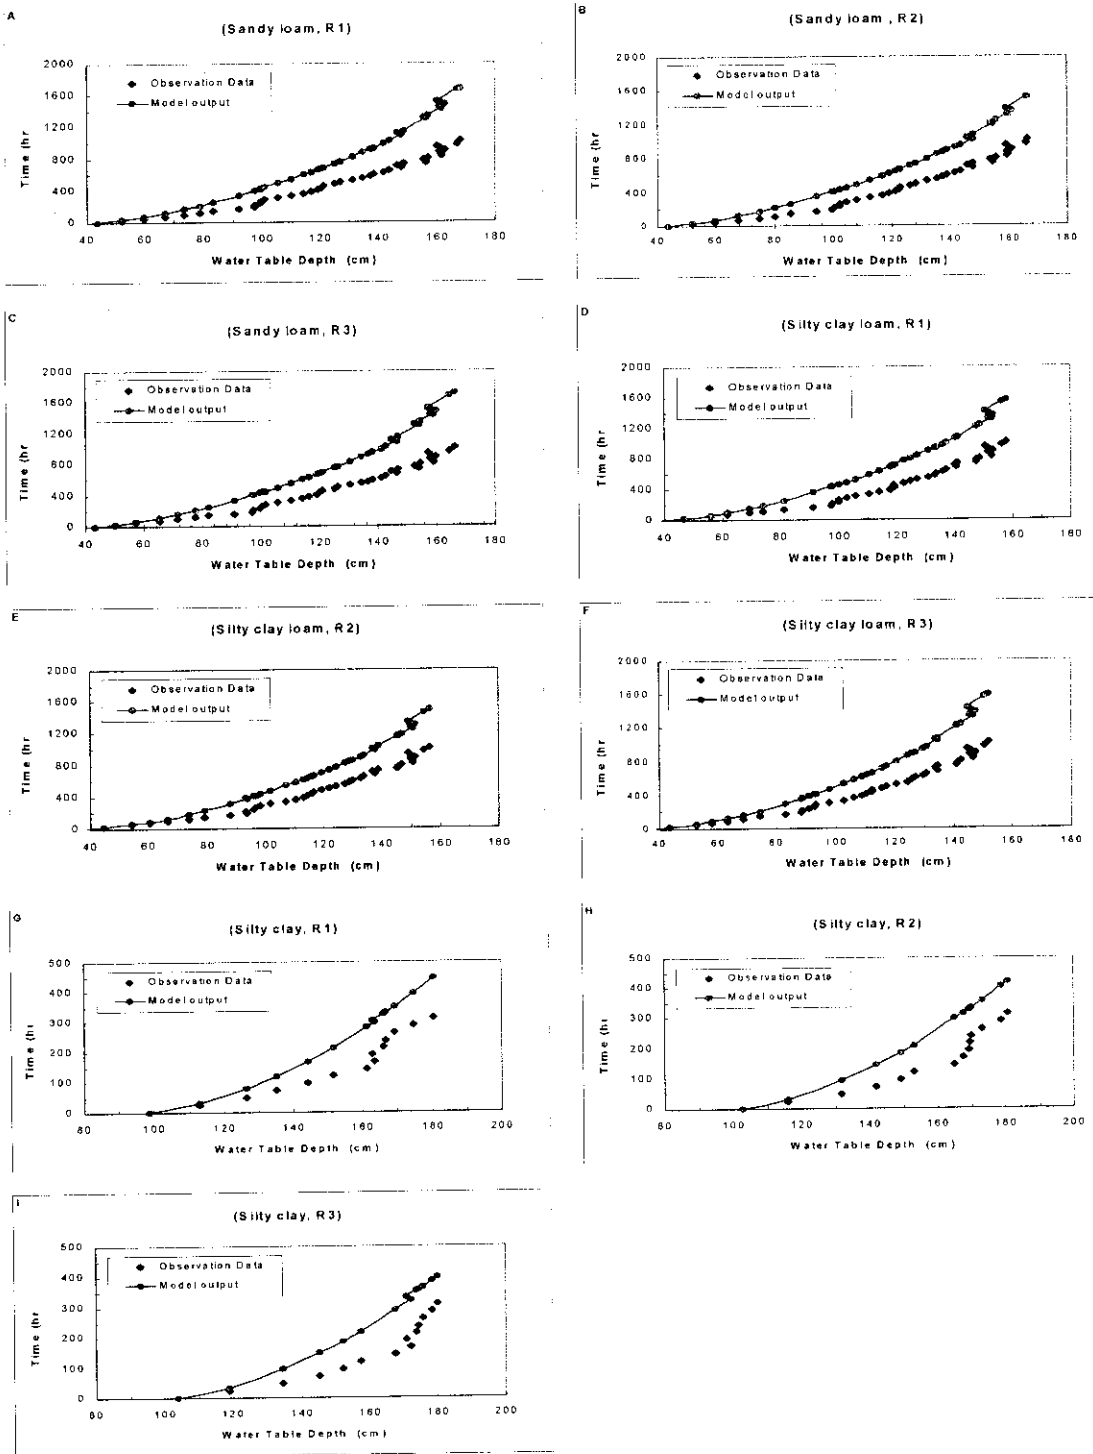 A
(Sandy loam, R1)
Time (hr
2000
1600
1200
800
400
0
Observation Data
Model output
40 60 80 100 120 140 160 180
Water Table Depth (cm)
B
(Sandy loam , R2)
Time (hr
2000
1600
1200
800
400
0
Observation Data
Model output
40 60 80 100 120 140 160 180
Water Table Depth (cm)
C
(Sandy loam, R3)
Time (hr
2000
1600
1200
800
400
0
Observation Data
Model output
40 60 80 100 120 140 160 180
Water Table Depth (cm)
D
(Silty clay loam, R1)
Time (hr
2000
1600
1200
800
400
0
Observation Data
Model output
40 60 80 100 120 140 160 180
Water Table Depth (cm)
E
(Silty clay loam, R2)
Time (hr
2000
1600
1200
800
400
0
Observation Data
Model output
40 60 80 100 120 140 160 180
Water Table Depth (cm)
F
(Silty clay loam, R3)
Time (hr
2000
1600
1200
800
400
0
Observation Data
Model output
40 60 80 100 120 140 160 180
Water Table Depth (cm)
G
(Silty clay, R1)
Time (hr
500
400
300
200
100
0
Observation Data
Model output
80 100 120 140 160 180 200
Water Table Depth (cm)
H
(Silty clay, R2)
Time (hr
500
400
300
200
100
0
Observation Data
Model output
80 100 120 140 160 180 200
Water Table Depth (cm)
I
(Silty clay, R3)
Time (hr
500
400
300
200
100
0
Observation Data
Model output
80 100 120 140 160 180 200
Water Table Depth (cm)